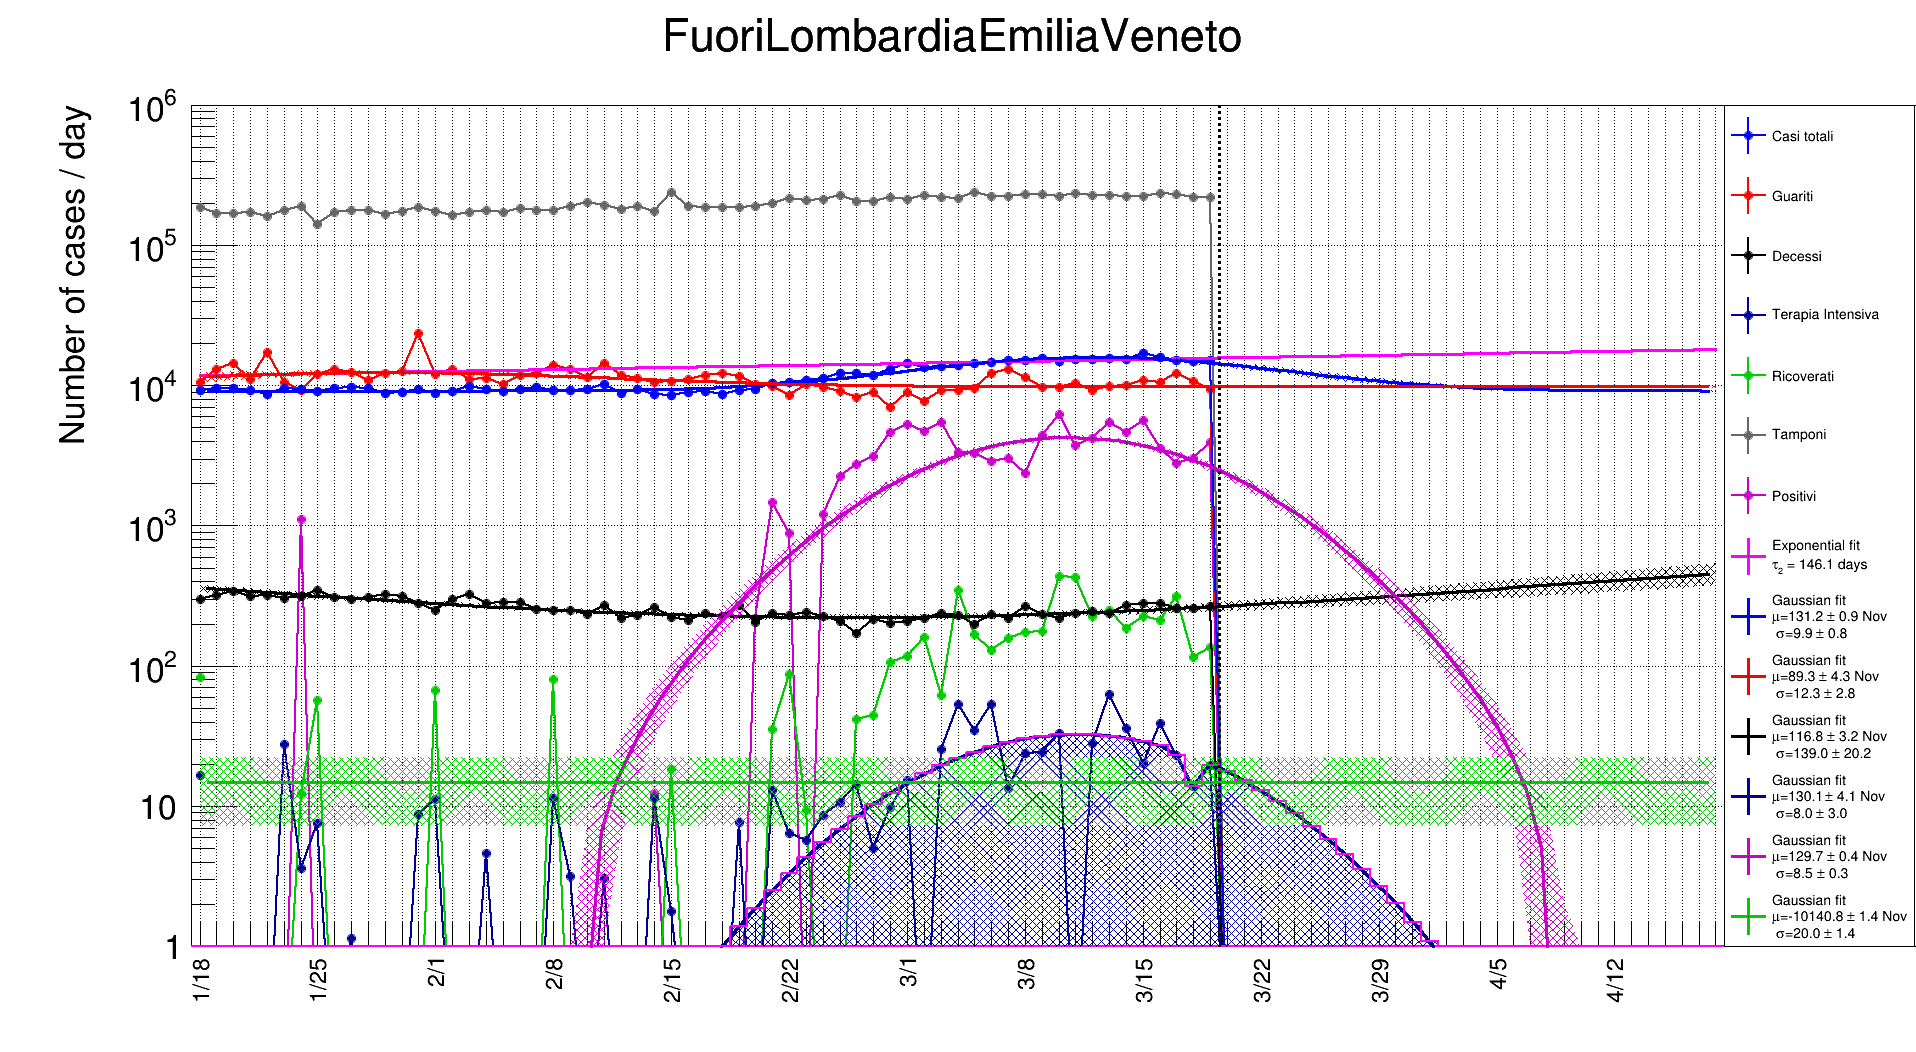 FuoriLombardiaEmiliaVeneto
Number of cases / day
10^6
10^5
10^4
10^3
10^2
10
1
1/18
1/25
2/1
2/8
2/15
2/22
3/1
3/8
3/15
3/22
3/29
4/5
4/12
Casi totali
Guariti
Decessi
Terapia Intensiva
Ricoverati
Tamponi
Positivi
Exponential fit
τ₂ = 146.1 days
Gaussian fit
μ=131.2 ± 0.9 Nov
σ=9.9 ± 0.8
Gaussian fit
μ=89.3 ± 4.3 Nov
σ=12.3 ± 2.8
Gaussian fit
μ=116.8 ± 3.2 Nov
σ=139.0 ± 20.2
Gaussian fit
μ=130.1 ± 4.1 Nov
σ=8.0 ± 3.0
Gaussian fit
μ=129.7 ± 0.4 Nov
σ=8.5 ± 0.3
Gaussian fit
μ=-10140.8 ± 1.4 Nov
σ=20.0 ± 1.4